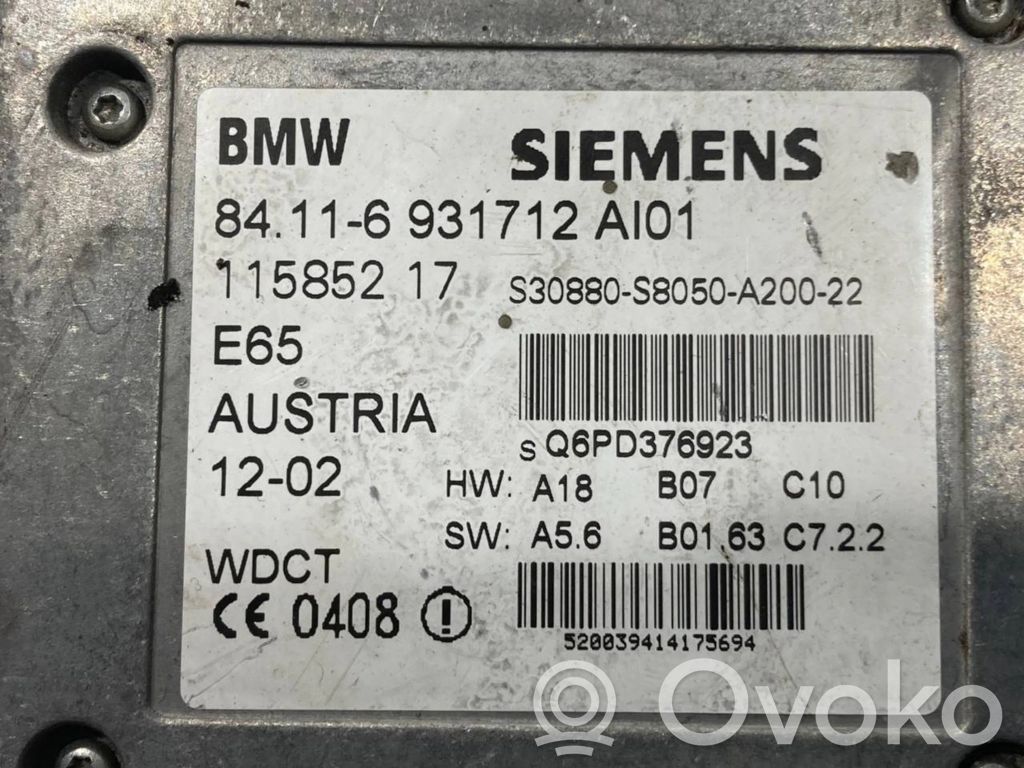 BMW SIEMENS
84.11-6 931712 AI01
115852 17 S30880-S8050-A200-22
E65
AUSTRIA
S Q6PD376923
12-02 HW: A18 B07 C10
SW: A5.6 B01.63 C7.2.2
WDCT
CE 0408
520039414175694
Ovoko